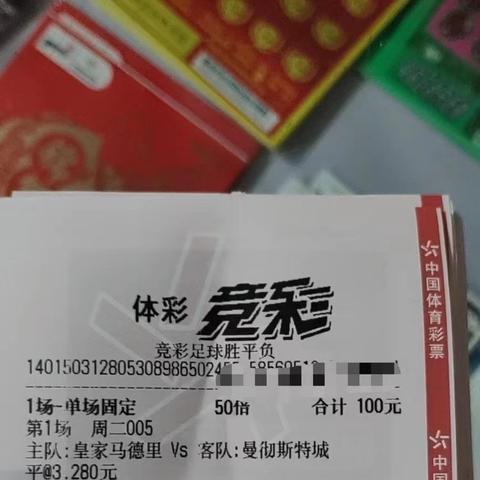 体彩 竞彩
竞彩足球胜平负
1场-单场固定 50倍 合计 100元
第1场 周二005
主队:皇家马德里 Vs 客队:曼彻斯特城
平@3.280元
中国体育彩票
中国体